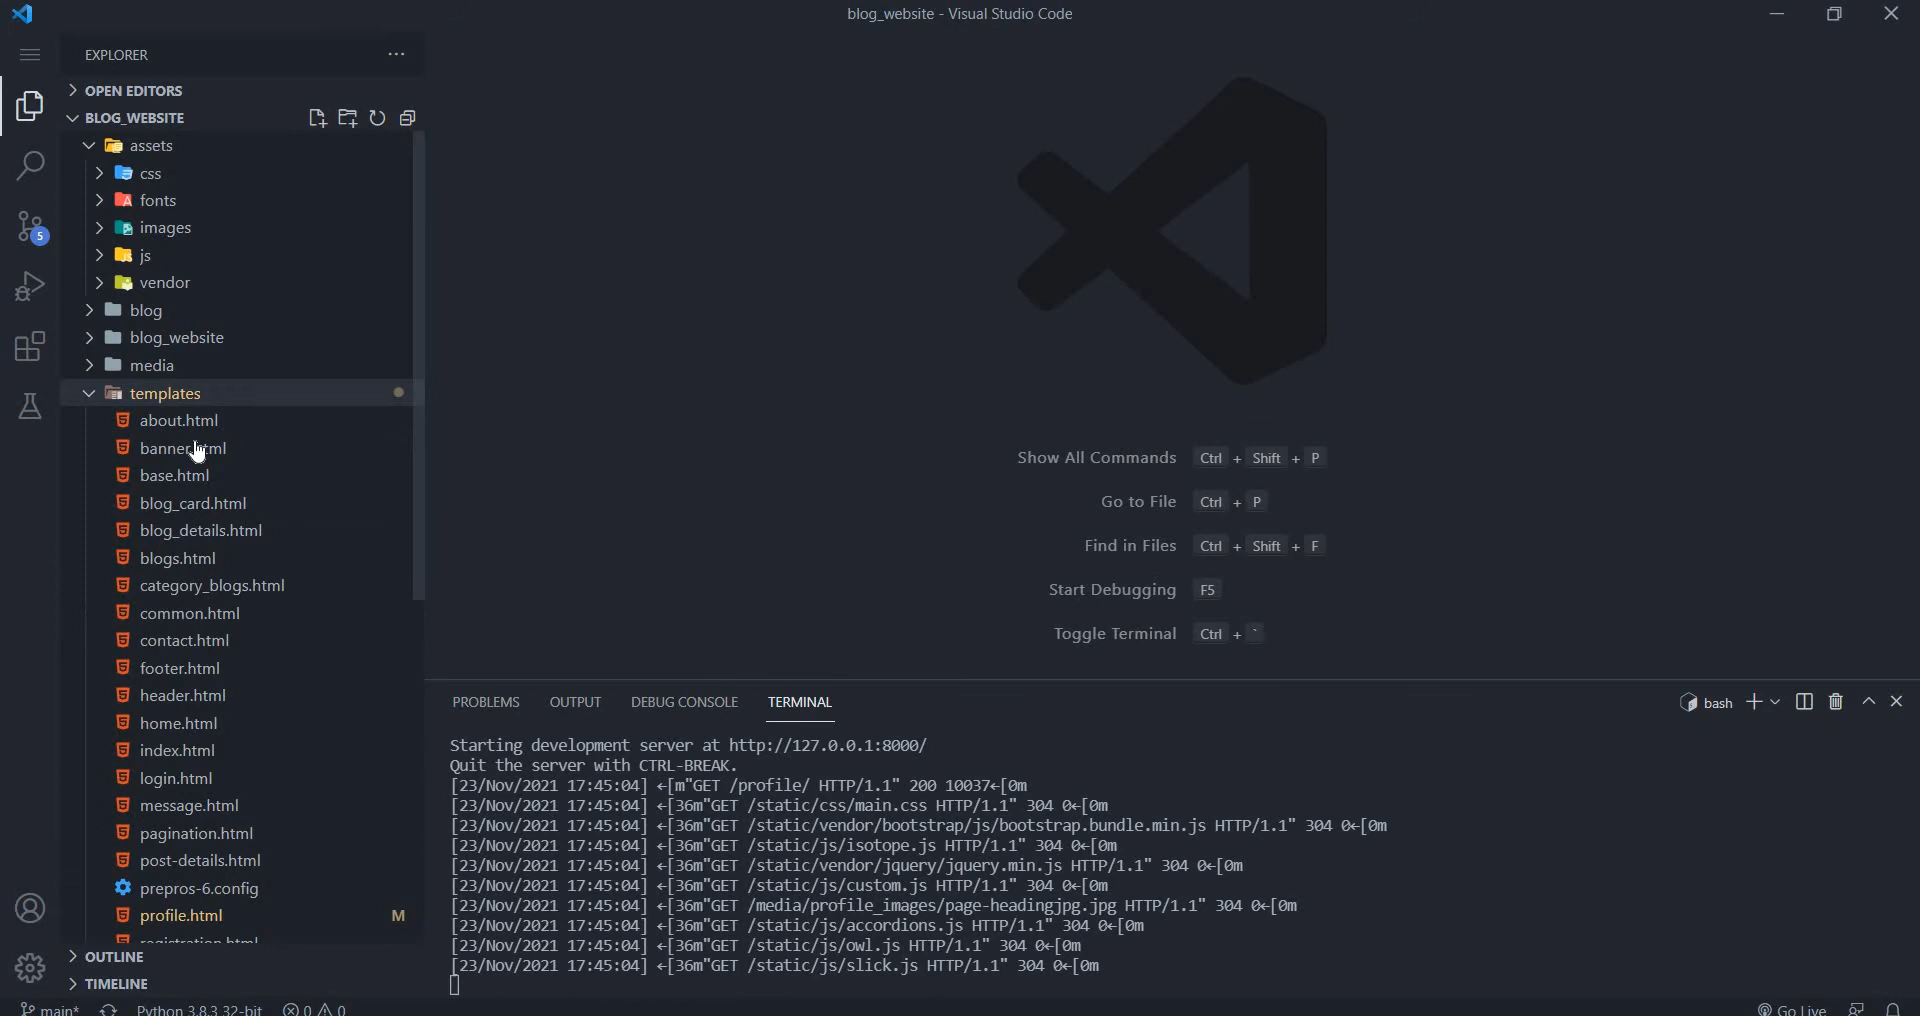 blog_website - Visual Studio Code
EXPLORER
OPEN EDITORS
BLOG_WEBSITE
assets
css
fonts
images
js
vendor
blog
blog_website
media
templates
about.html
banner.html
base.html
blog_card.html
blog_details.html
blogs.html
category_blogs.html
common.html
contact.html
footer.html
header.html
home.html
index.html
login.html
message.html
pagination.html
post-details.html
prepros-6.config
profile.html M
registration.html
OUTLINE
TIMELINE
5
Show All Commands Ctrl + Shift + P
Go to File Ctrl + P
Find in Files Ctrl + Shift + F
Start Debugging F5
Toggle Terminal Ctrl + `
PROBLEMS OUTPUT DEBUG CONSOLE TERMINAL bash
Starting development server at http://127.0.0.1:8000/
Quit the server with CTRL-BREAK.
[23/Nov/2021 17:45:04] ←[m"GET /profile/ HTTP/1.1" 200 10037←[0m
[23/Nov/2021 17:45:04] ←[36m"GET /static/css/main.css HTTP/1.1" 304 0←[0m
[23/Nov/2021 17:45:04] ←[36m"GET /static/vendor/bootstrap/js/bootstrap.bundle.min.js HTTP/1.1" 304 0←[0m
[23/Nov/2021 17:45:04] ←[36m"GET /static/js/isotope.js HTTP/1.1" 304 0←[0m
[23/Nov/2021 17:45:04] ←[36m"GET /static/vendor/jquery/jquery.min.js HTTP/1.1" 304 0←[0m
[23/Nov/2021 17:45:04] ←[36m"GET /static/js/custom.js HTTP/1.1" 304 0←[0m
[23/Nov/2021 17:45:04] ←[36m"GET /media/profile_images/page-headingjpg.jpg HTTP/1.1" 304 0←[0m
[23/Nov/2021 17:45:04] ←[36m"GET /static/js/accordions.js HTTP/1.1" 304 0←[0m
[23/Nov/2021 17:45:04] ←[36m"GET /static/js/owl.js HTTP/1.1" 304 0←[0m
[23/Nov/2021 17:45:04] ←[36m"GET /static/js/slick.js HTTP/1.1" 304 0←[0m
main* Python 3.8.3 32-bit 0 0 Go Live